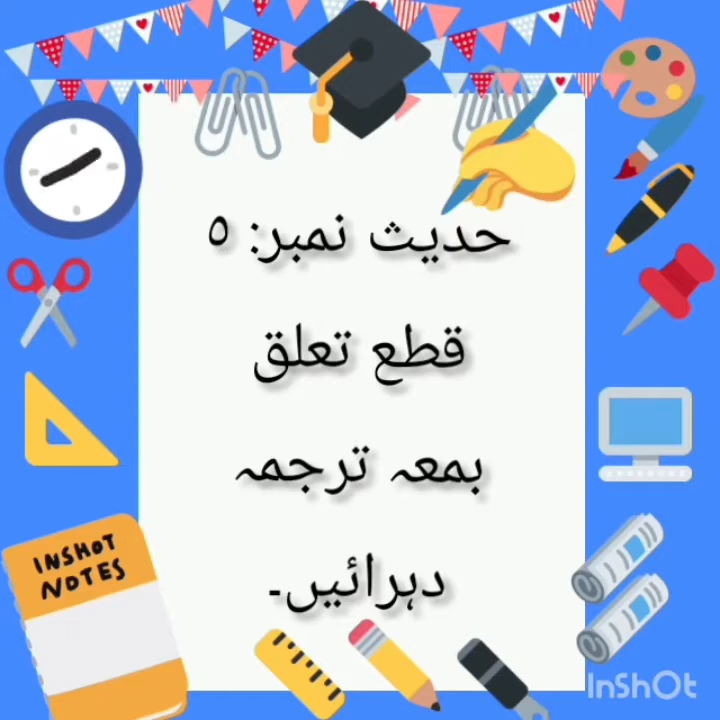 حدیث نمبر: ۵
قطع تعلق
بمعہ ترجمہ
دہرائیں۔
INSHOT
NOTES
InShOt